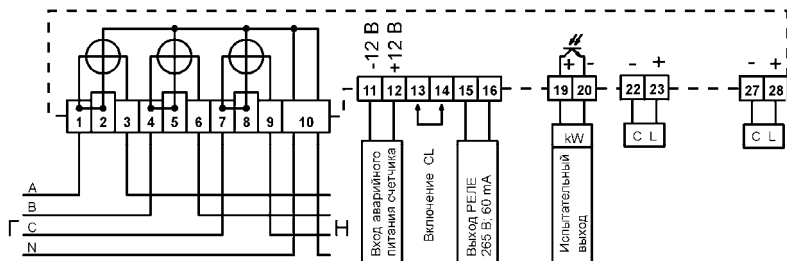 -12 В
+12 В
+ -
- +
- +
1 2 3 4 5 6 7 8 9 10
11 12 13 14 15 16
19 20
22 23
27 28
kW
C L
C L
A
B
C
N
Г
Н
Вход аварийного
питания счетчика
Включение CL
Выход РЕЛЕ
265 В; 60 mA
Испытательный
выход